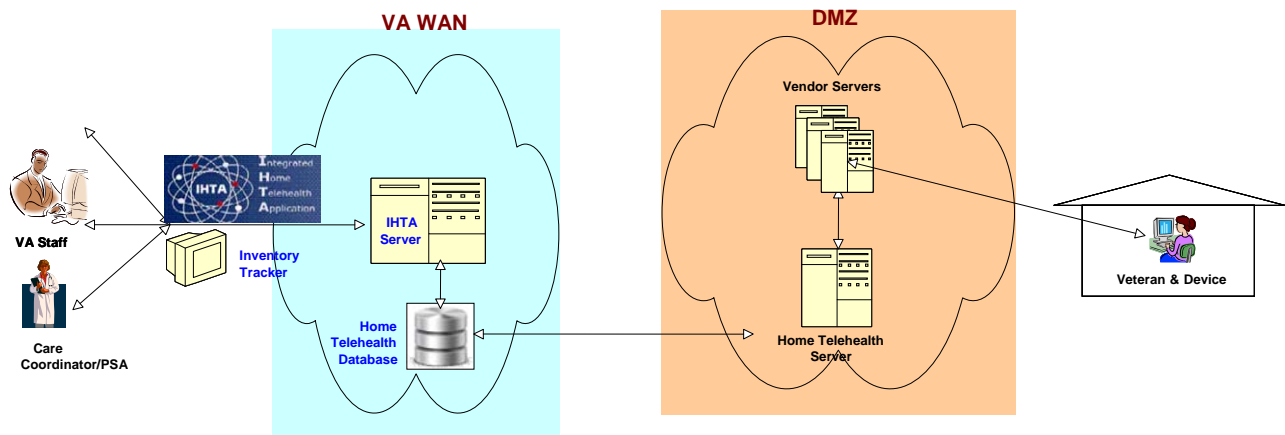 VA WAN
DMZ
Vendor Servers
IHTA
Integrated
Home
Telehealth
Application
VA Staff
IHTA
Server
Inventory
Tracker
Care
Coordinator/PSA
Home
Telehealth
Database
Home Telehealth
Server
Veteran & Device